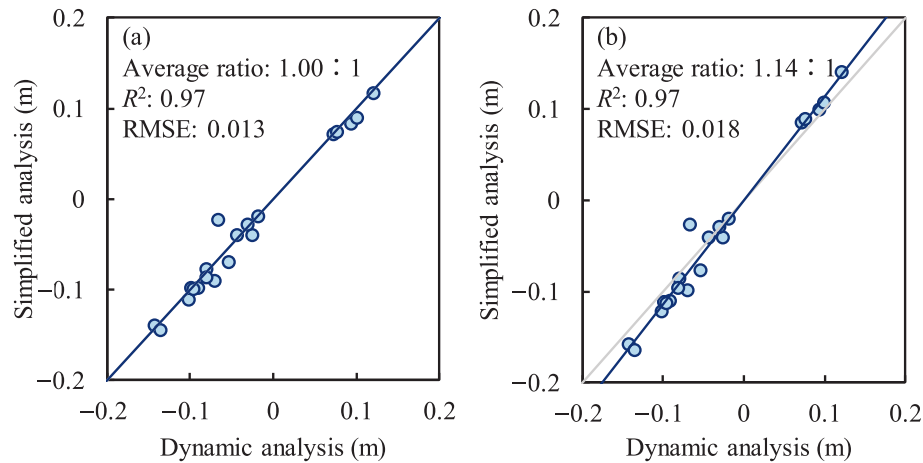 (a)
Average ratio: 1.00 : 1
R²: 0.97
RMSE: 0.013
0.2
0.1
0
−0.1
−0.2
−0.2 −0.1 0 0.1 0.2
Simplified analysis (m)
Dynamic analysis (m)
(b)
Average ratio: 1.14 : 1
R²: 0.97
RMSE: 0.018
0.2
0.1
0
−0.1
−0.2
−0.2 −0.1 0 0.1 0.2
Simplified analysis (m)
Dynamic analysis (m)